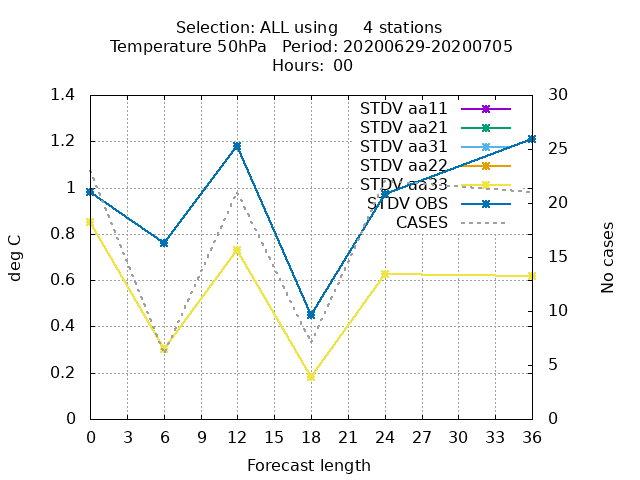 Selection: ALL using 4 stations
Temperature 50hPa Period: 20200629-20200705
Hours: 00
1.4
1.2
1
0.8
0.6
0.4
0.2
0
deg C
30
25
20
15
10
5
0
No cases
STDV aa11
STDV aa21
STDV aa31
STDV aa22
STDV aa33
STDV OBS
CASES
0 3 6 9 12 15 18 21 24 27 30 33 36
Forecast length